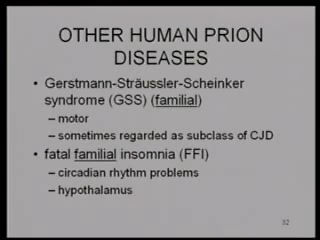 OTHER HUMAN PRION
DISEASES
• Gerstmann-Sträussler-Scheinker
syndrome (GSS) (familial)
– motor
– sometimes regarded as subclass of CJD
• fatal familial insomnia (FFI)
– circadian rhythm problems
– hypothalamus
52